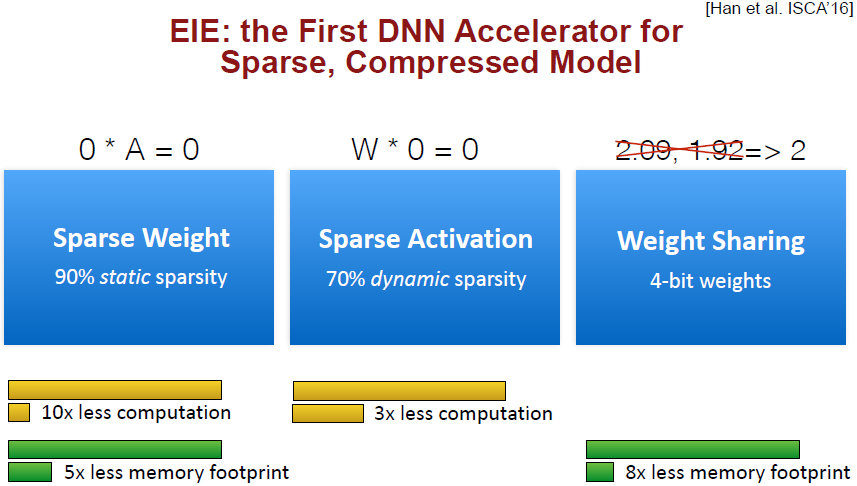 [Han et al. ISCA’16]
EIE: the First DNN Accelerator for
Sparse, Compressed Model
0 * A = 0
W * 0 = 0
2.09, 1.92=> 2
Sparse Weight
90% static sparsity
Sparse Activation
70% dynamic sparsity
Weight Sharing
4-bit weights
10x less computation
5x less memory footprint
3x less computation
8x less memory footprint